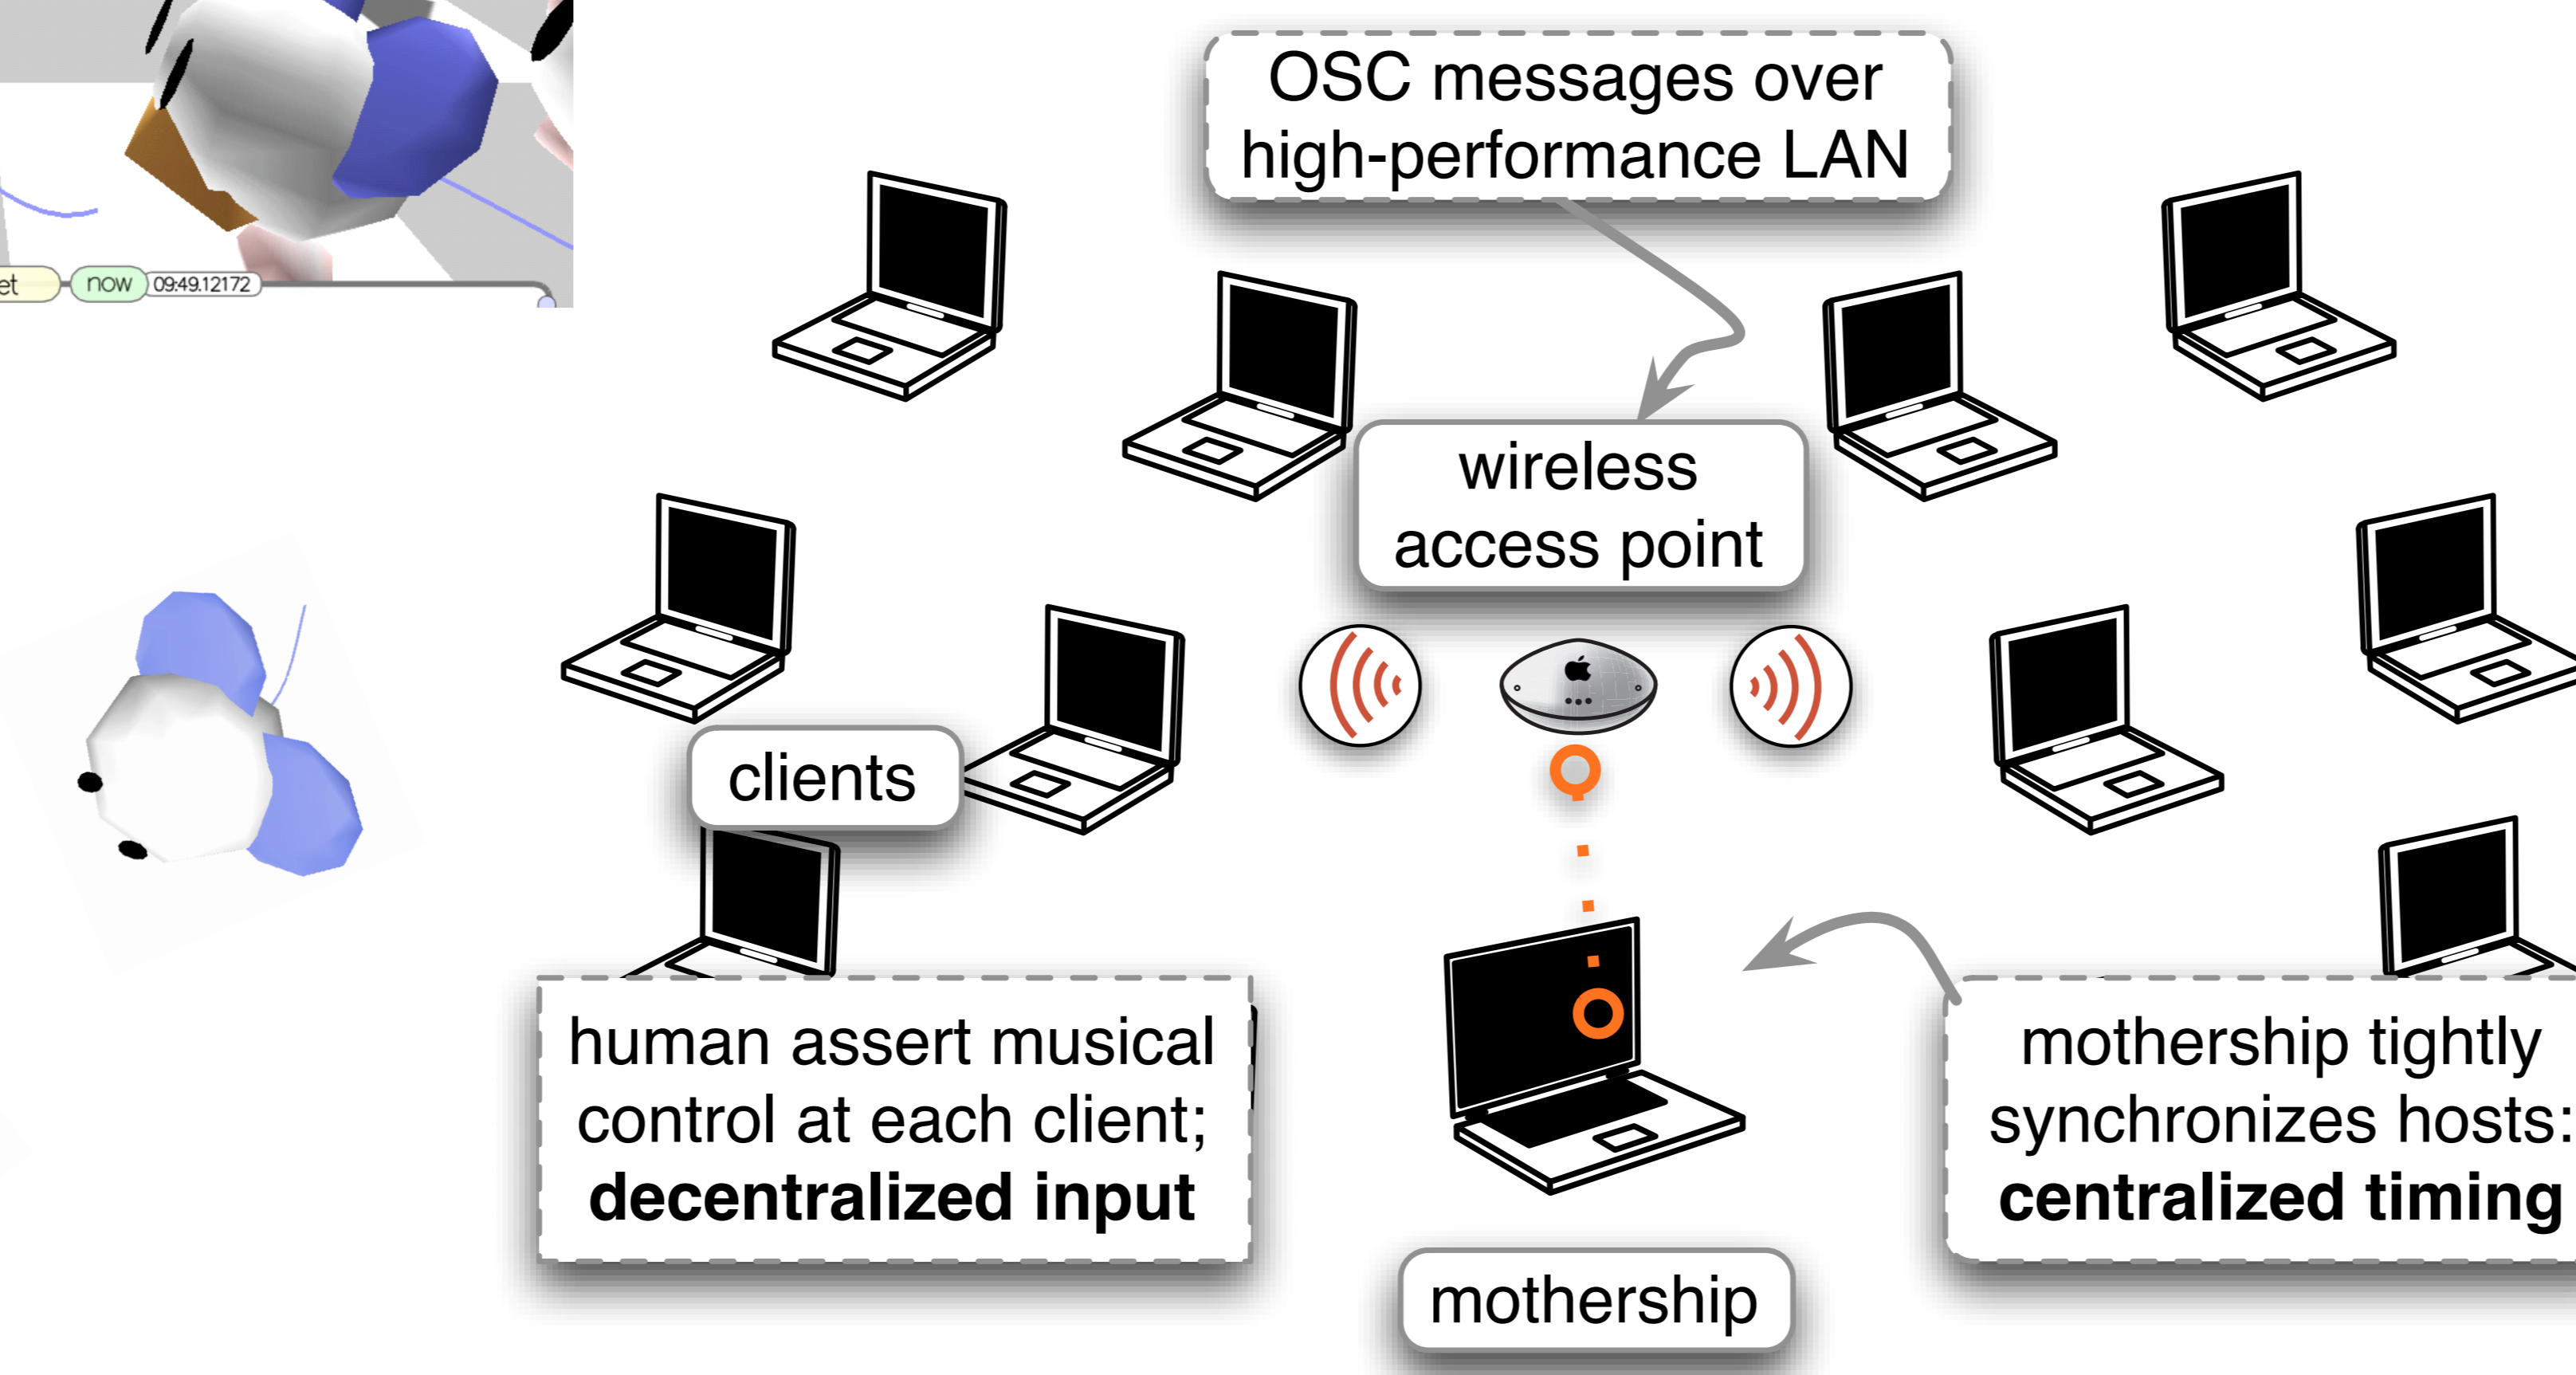 OSC messages over
high-performance LAN
now 09:49.12172
wireless
access point
clients
human assert musical
control at each client;
decentralized input
mothership tightly
synchronizes hosts:
centralized timing
mothership